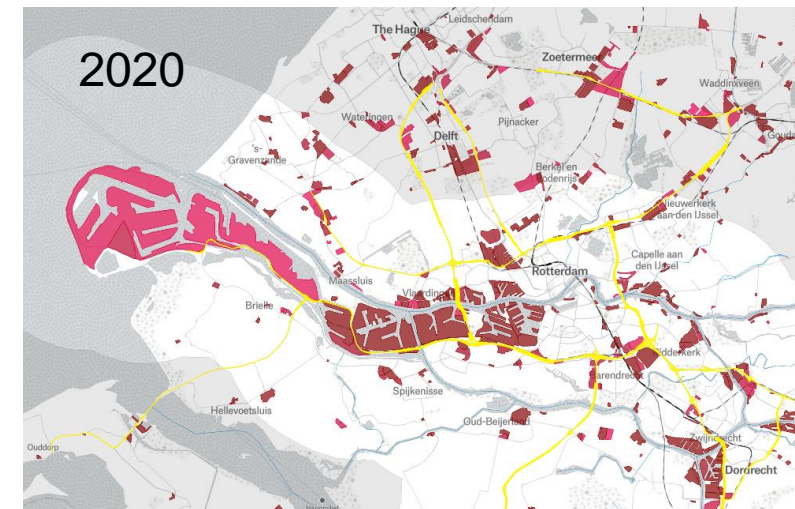 2020
Leidschendam
The Hague
Zoetermeer
Waddinxveen
Wateringen
Delft
Pijnacker
Gouda
's-
Gravenzande
Berkel en
Rodenrijs
Nieuwerkerk
aan den IJssel
Capelle aan
den IJssel
Rotterdam
Maassluis
Vlaardingen
Brielle
Ridderkerk
Barendrecht
Spijkenisse
Hellevoetsluis
Oud-Beijerland
Zwijndrecht
Ouddorp
Dordrecht